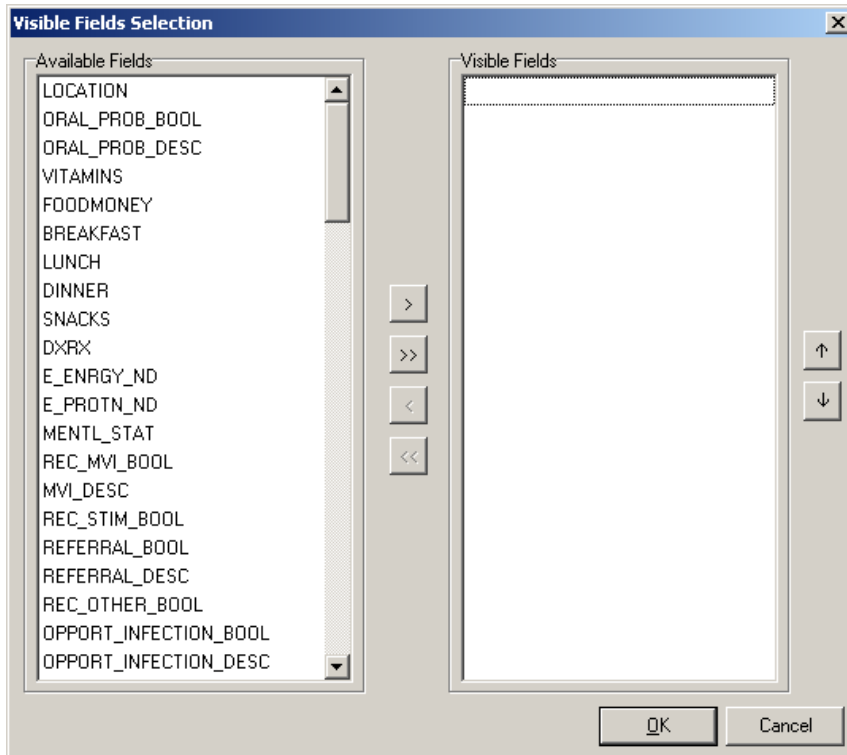 Visible Fields Selection
Available Fields
LOCATION
ORAL_PROB_BOOL
ORAL_PROB_DESC
VITAMINS
FOODMONEY
BREAKFAST
LUNCH
DINNER
SNACKS
DXRX
E_ENRGY_ND
E_PROTN_ND
MENTL_STAT
REC_MVI_BOOL
MVI_DESC
REC_STIM_BOOL
REFERRAL_BOOL
REFERRAL_DESC
REC_OTHER_BOOL
OPPORT_INFECTION_BOOL
OPPORT_INFECTION_DESC
>
>>
<
<<
Visible Fields
↑
↓
OK
Cancel